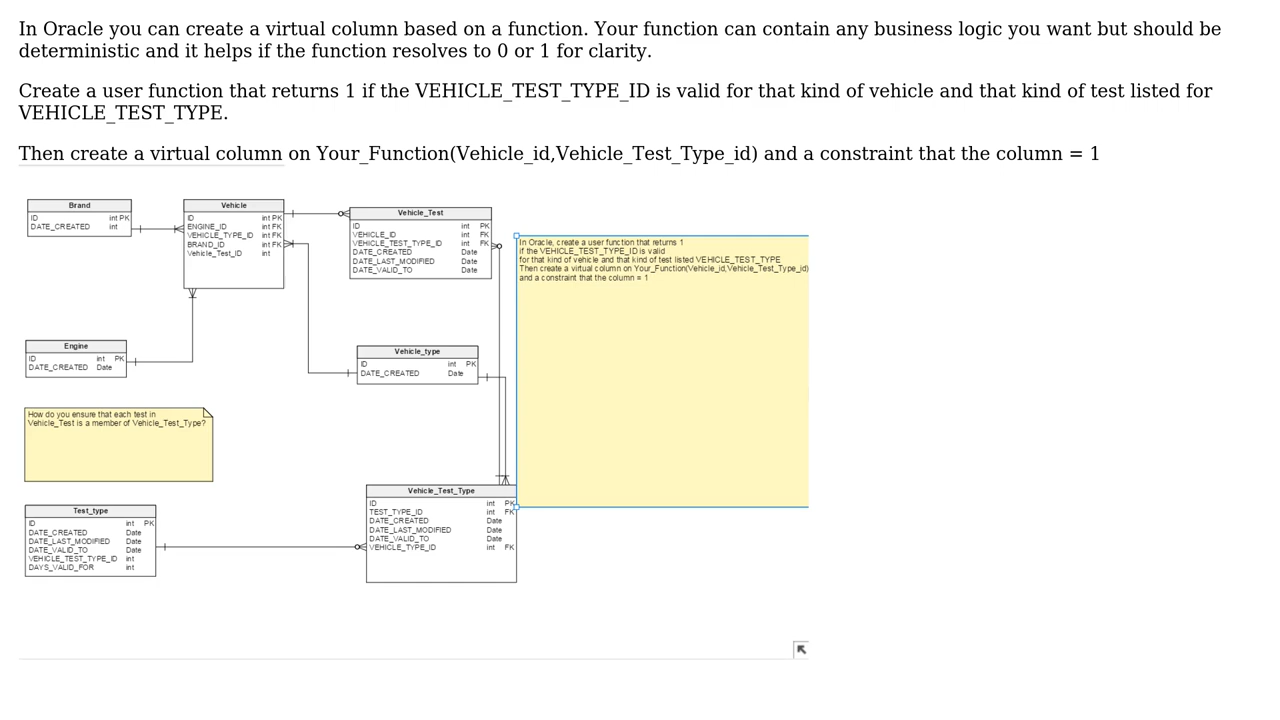 In Oracle you can create a virtual column based on a function. Your function can contain any business logic you want but should be
deterministic and it helps if the function resolves to 0 or 1 for clarity.
Create a user function that returns 1 if the VEHICLE_TEST_TYPE_ID is valid for that kind of vehicle and that kind of test listed for
VEHICLE_TEST_TYPE.
Then create a virtual column on Your_Function(Vehicle_id,Vehicle_Test_Type_id) and a constraint that the column = 1
Brand
ID int PK
DATE_CREATED int
Vehicle
ID int PK
ENGINE_ID int FK
VEHICLE_TYPE_ID int FK
BRAND_ID int FK
Vehicle_Test_ID int
Vehicle_Test
ID int PK
VEHICLE_ID int FK
VEHICLE_TEST_TYPE_ID int FK
DATE_CREATED Date
DATE_LAST_MODIFIED Date
DATE_VALID_TO Date
In Oracle, create a user function that returns 1
if the VEHICLE_TEST_TYPE_ID is valid
for that kind of vehicle and that kind of test listed VEHICLE_TEST_TYPE
Then create a virtual column on Your_Function(Vehicle_id,Vehicle_Test_Type_id)
and a constraint that the column = 1
Engine
ID int PK
DATE_CREATED Date
Vehicle_type
ID int PK
DATE_CREATED Date
How do you ensure that each test in
Vehicle_Test is a member of Vehicle_Test_Type?
Test_type
ID int PK
DATE_CREATED Date
DATE_LAST_MODIFIED Date
DATE_VALID_TO Date
VEHICLE_TEST_TYPE_ID int
DAYS_VALID_FOR int
Vehicle_Test_Type
ID int PK
TEST_TYPE_ID int FK
DATE_CREATED Date
DATE_LAST_MODIFIED Date
DATE_VALID_TO Date
VEHICLE_TYPE_ID int FK